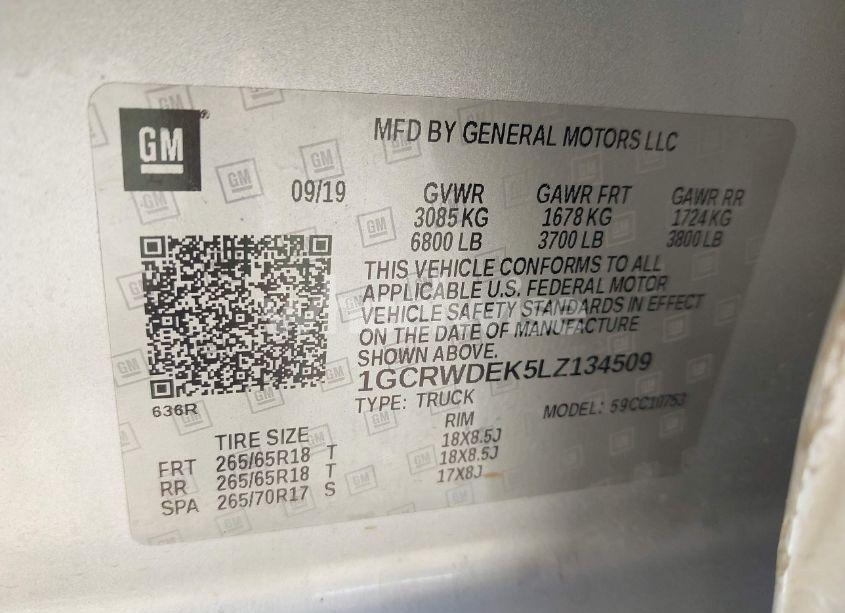 GM
MFD BY GENERAL MOTORS LLC
09/19 GVWR GAWR FRT GAWR RR
3085 KG 1678 KG 1724 KG
6800 LB 3700 LB 3800 LB
THIS VEHICLE CONFORMS TO ALL
APPLICABLE U.S. FEDERAL MOTOR
VEHICLE SAFETY STANDARDS IN EFFECT
ON THE DATE OF MANUFACTURE
SHOWN ABOVE.
1GCRWDEK5LZ134509
TYPE: TRUCK MODEL: 59CC10753
636R
TIRE SIZE RIM
FRT 265/65R18 T 18X8.5J
RR 265/65R18 T 18X8.5J
SPA 265/70R17 S 17X8J